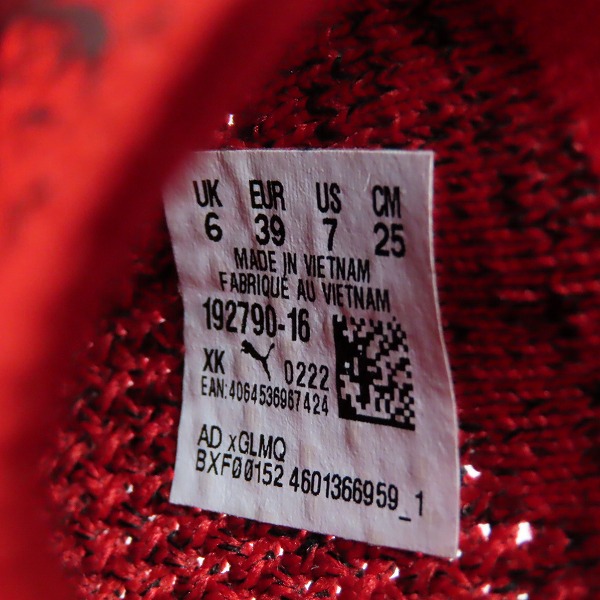 UK EUR US CM
6 39 7 25
MADE IN VIETNAM
FABRIQUE AU VIETNAM
192790-16
XK 0222
EAN:4064536967424
AD xGLMQ
BXF00152 4601366959_1